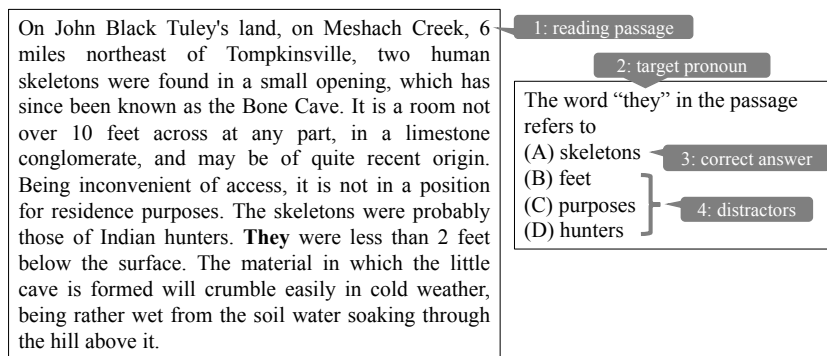 On John Black Tuley's land, on Meshach Creek, 6
miles northeast of Tompkinsville, two human
skeletons were found in a small opening, which has
since been known as the Bone Cave. It is a room not
over 10 feet across at any part, in a limestone
conglomerate, and may be of quite recent origin.
Being inconvenient of access, it is not in a position
for residence purposes. The skeletons were probably
those of Indian hunters. They were less than 2 feet
below the surface. The material in which the little
cave is formed will crumble easily in cold weather,
being rather wet from the soil water soaking through
the hill above it.
1: reading passage
2: target pronoun
The word “they” in the passage
refers to
(A) skeletons
3: correct answer
(B) feet
(C) purposes
4: distractors
(D) hunters